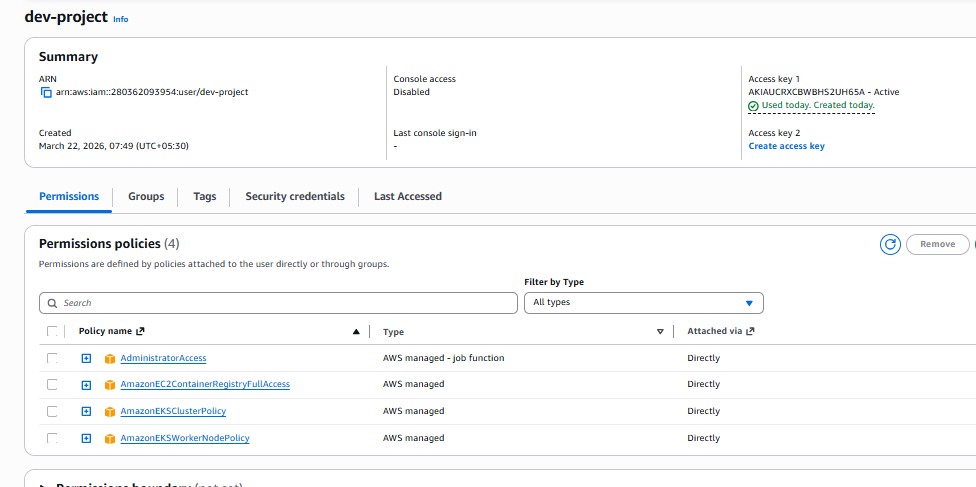 dev-project Info
Summary
ARN
arn:aws:iam::280362093954:user/dev-project
Console access
Disabled
Access key 1
AKIAUCRXCBWBHS2UH65A - Active
Used today. Created today.
Created
March 22, 2026, 07:49 (UTC+05:30)
Last console sign-in
-
Access key 2
Create access key
Permissions Groups Tags Security credentials Last Accessed
Permissions policies (4)
Remove
Permissions are defined by policies attached to the user directly or through groups.
Filter by Type
Search
All types
Policy name Type Attached via
AdministratorAccess AWS managed - job function Directly
AmazonEC2ContainerRegistryFullAccess AWS managed Directly
AmazonEKSClusterPolicy AWS managed Directly
AmazonEKSWorkerNodePolicy AWS managed Directly
Permissions boundary (not set)